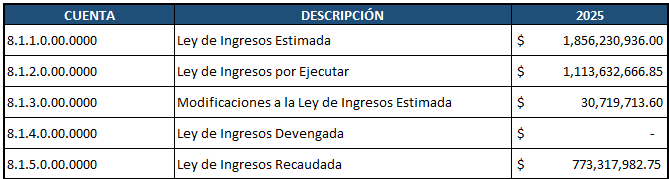 CUENTA DESCRIPCIÓN 2025
8.1.1.0.00.0000 Ley de Ingresos Estimada $ 1,856,230,936.00
8.1.2.0.00.0000 Ley de Ingresos por Ejecutar $ 1,113,632,666.85
8.1.3.0.00.0000 Modificaciones a la Ley de Ingresos Estimada $ 30,719,713.60
8.1.4.0.00.0000 Ley de Ingresos Devengada $ -
8.1.5.0.00.0000 Ley de Ingresos Recaudada $ 773,317,982.75